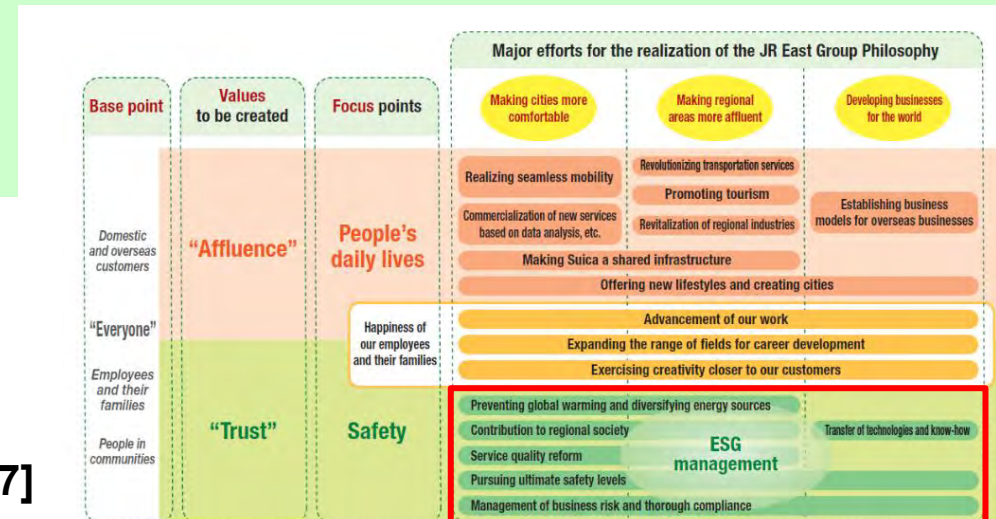 Major efforts for the realization of the JR East Group Philosophy
Base point
Values
to be created
Focus points
Making cities more
comfortable
Making regional
areas more affluent
Developing businesses
for the world
Domestic
and overseas
customers
"Everyone"
Employees
and their
families
People in
communities
"Affluence"
"Trust"
People's
daily lives
Safety
Realizing seamless mobility
Commercialization of new services
based on data analysis, etc.
Revolutionizing transportation services
Promoting tourism
Revitalization of regional industries
Establishing business
models for overseas businesses
Making Suica a shared infrastructure
Offering new lifestyles and creating cities
Happiness of
our employees
and their families
Advancement of our work
Expanding the range of fields for career development
Exercising creativity closer to our customers
Preventing global warming and diversifying energy sources
Contribution to regional society
Service quality reform
Pursuing ultimate safety levels
Management of business risk and thorough compliance
ESG
management
Transfer of technologies and know-how
7]